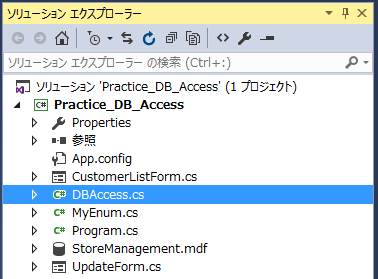 ソリューション エクスプローラー
ソリューション エクスプローラー の検索 (Ctrl+:)
ソリューション 'Practice_DB_Access' (1 プロジェクト)
Practice_DB_Access
Properties
参照
App.config
CustomerListForm.cs
DBAccess.cs
MyEnum.cs
Program.cs
StoreManagement.mdf
UpdateForm.cs